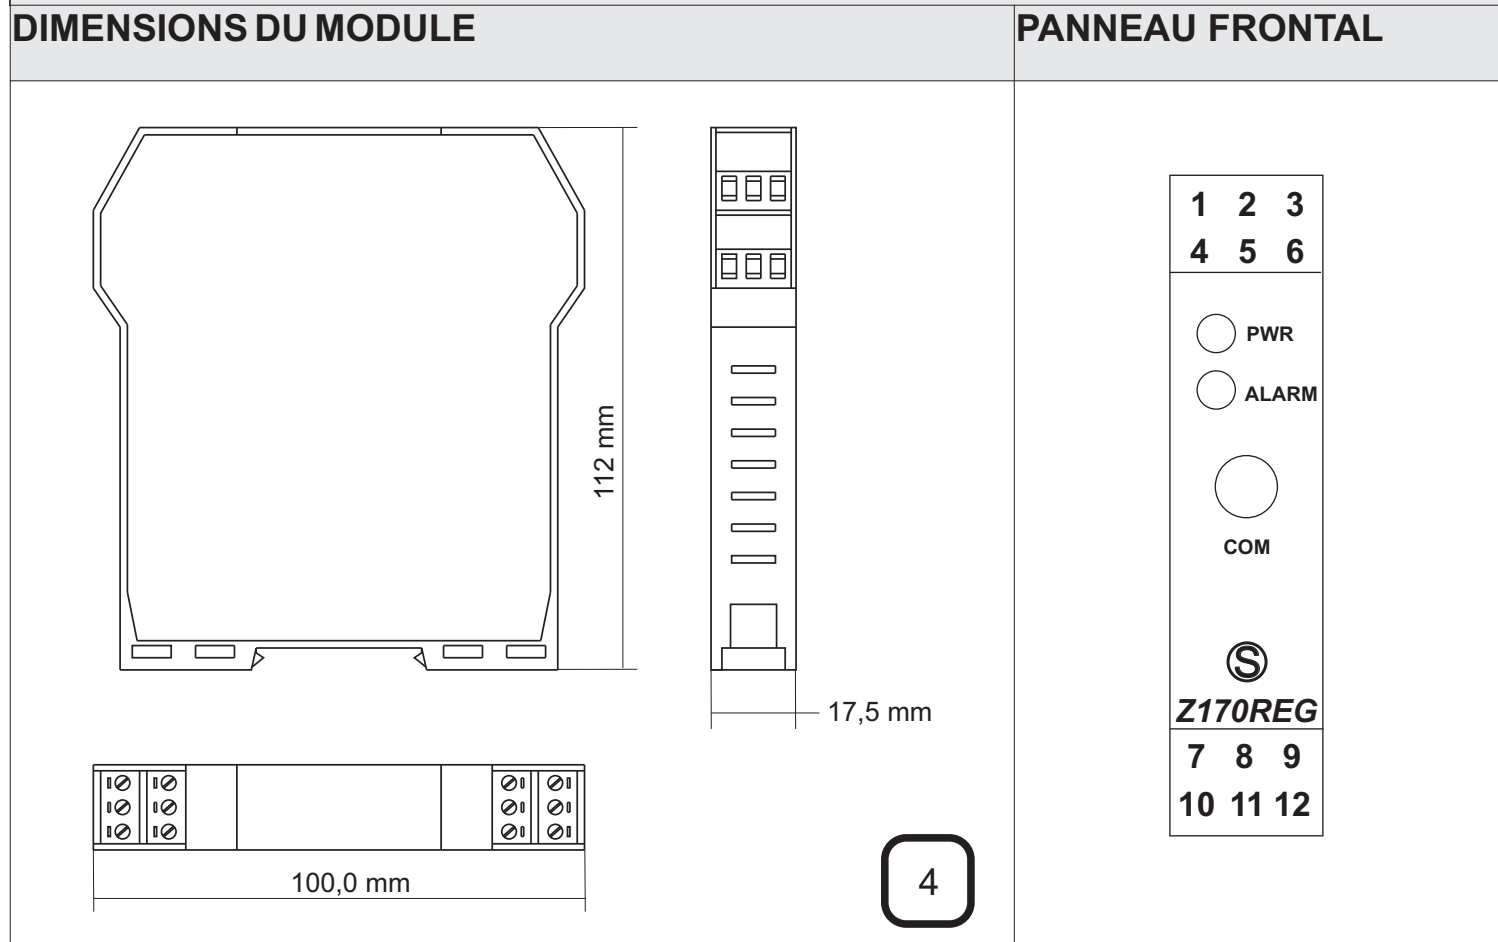 DIMENSIONS DU MODULE
112 mm
17,5 mm
100,0 mm
4
PANNEAU FRONTAL
1 2 3
4 5 6
PWR
ALARM
COM
S
Z170REG
7 8 9
10 11 12